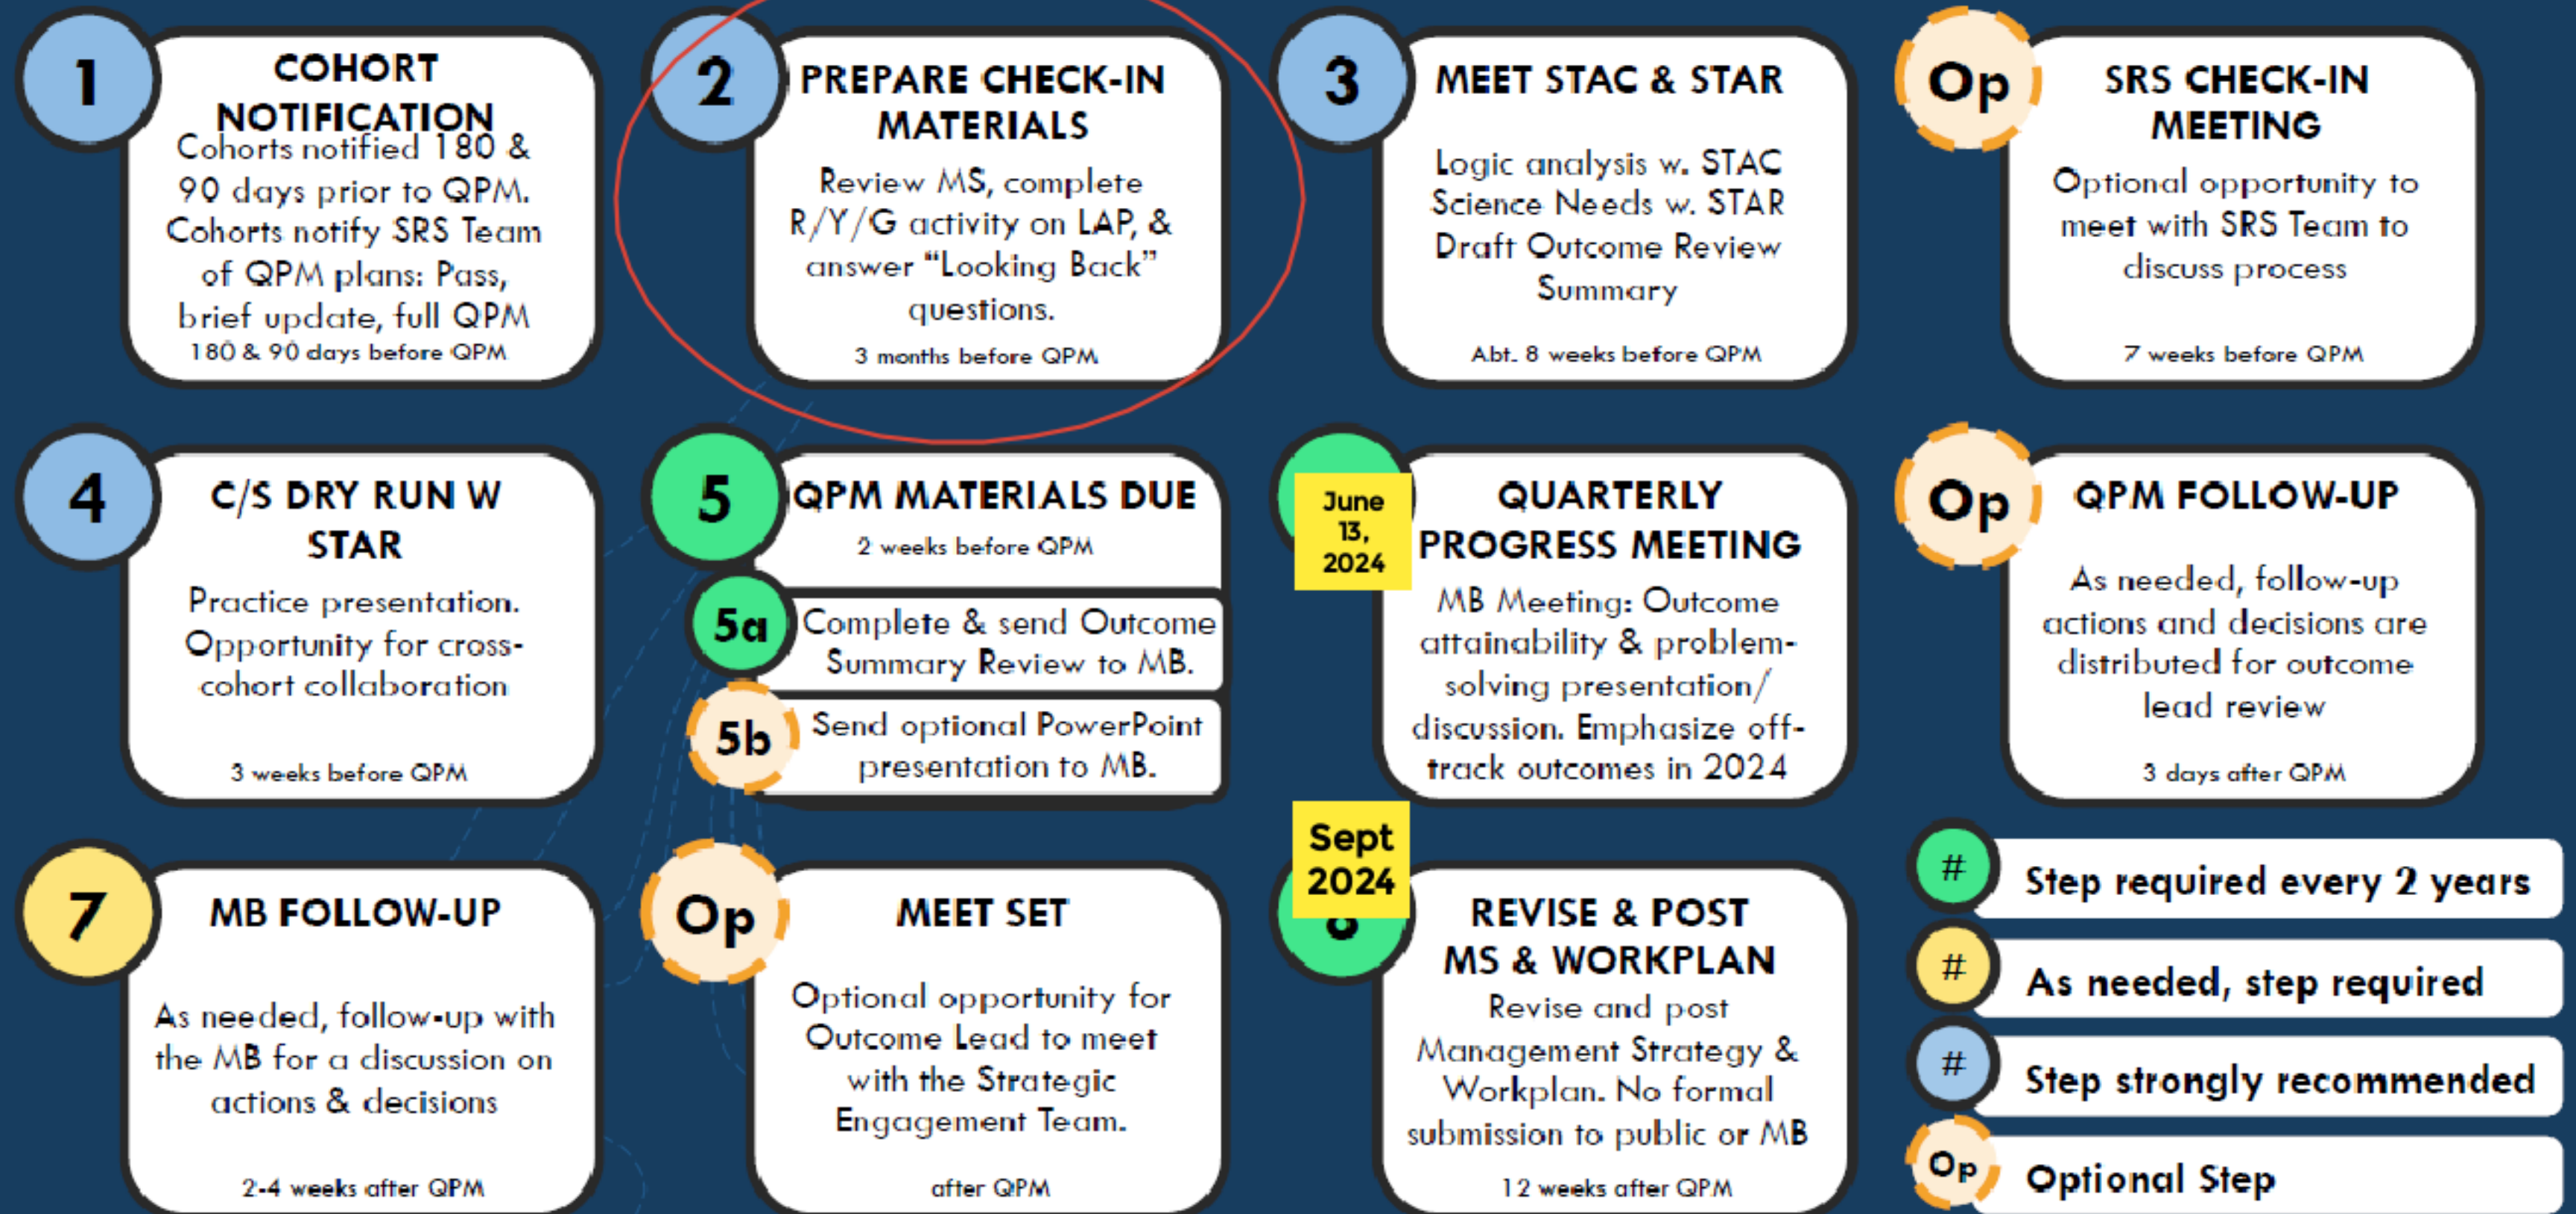 1
COHORT
NOTIFICATION
Cohorts notified 180 &
90 days prior to QPM.
Cohorts notify SRS Team
of QPM plans: Pass,
brief update, full QPM
180 & 90 days before QPM
2
PREPARE CHECK-IN
MATERIALS
Review MS, complete
R/Y/G activity on LAP, &
answer “Looking Back”
questions.
3 months before QPM
3
MEET STAC & STAR
Logic analysis w. STAC
Science Needs w. STAR
Draft Outcome Review
Summary
Abt. 8 weeks before QPM
Op
SRS CHECK-IN
MEETING
Optional opportunity to
meet with SRS Team to
discuss process
7 weeks before QPM
4
C/S DRY RUN W
STAR
Practice presentation.
Opportunity for cross-
cohort collaboration
3 weeks before QPM
5
QPM MATERIALS DUE
2 weeks before QPM
5a
Complete & send Outcome
Summary Review to MB.
5b
Send optional PowerPoint
presentation to MB.
June
13,
2024
QUARTERLY
PROGRESS MEETING
MB Meeting: Outcome
attainability & problem-
solving presentation/
discussion. Emphasize off-
track outcomes in 2024
Op
QPM FOLLOW-UP
As needed, follow-up
actions and decisions are
distributed for outcome
lead review
3 days after QPM
7
MB FOLLOW-UP
As needed, follow-up with
the MB for a discussion on
actions & decisions
2-4 weeks after QPM
Op
MEET SET
Optional opportunity for
Outcome Lead to meet
with the Strategic
Engagement Team.
after QPM
Sept
2024
REVISE & POST
MS & WORKPLAN
Revise and post
Management Strategy &
Workplan. No formal
submission to public or MB
12 weeks after QPM
#
Step required every 2 years
#
As needed, step required
#
Step strongly recommended
Op
Optional Step